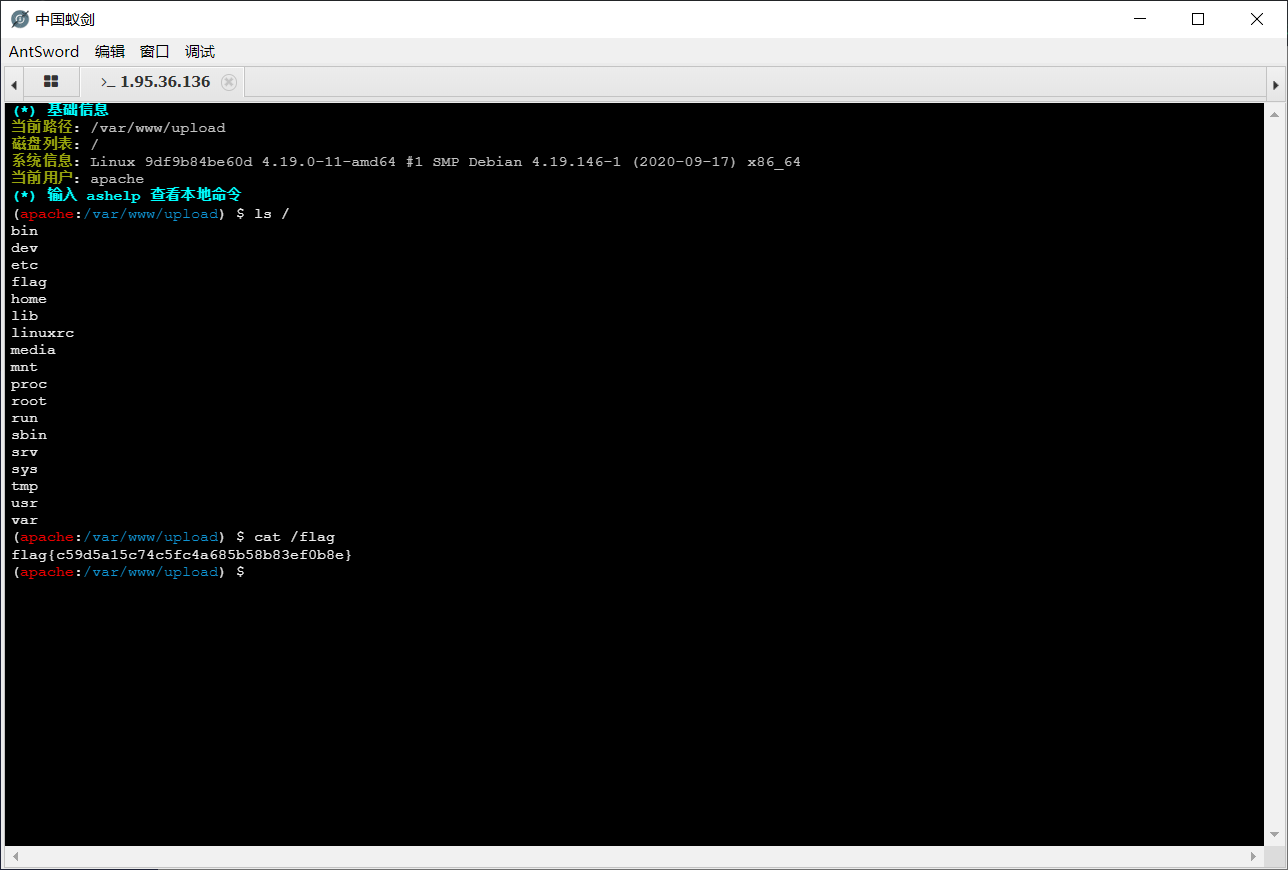 中国蚁剑
AntSword 编辑 窗口 调试
>_ 1.95.36.136
(*) 基础信息
当前路径: /var/www/upload
磁盘列表: /
系统信息: Linux 9df9b84be60d 4.19.0-11-amd64 #1 SMP Debian 4.19.146-1 (2020-09-17) x86_64
当前用户: apache
(*) 输入 ashelp 查看本地命令
(apache:/var/www/upload) $ ls /
bin
dev
etc
flag
home
lib
linuxrc
media
mnt
proc
root
run
sbin
srv
sys
tmp
usr
var
(apache:/var/www/upload) $ cat /flag
flag{c59d5a15c74c5fc4a685b58b83ef0b8e}
(apache:/var/www/upload) $